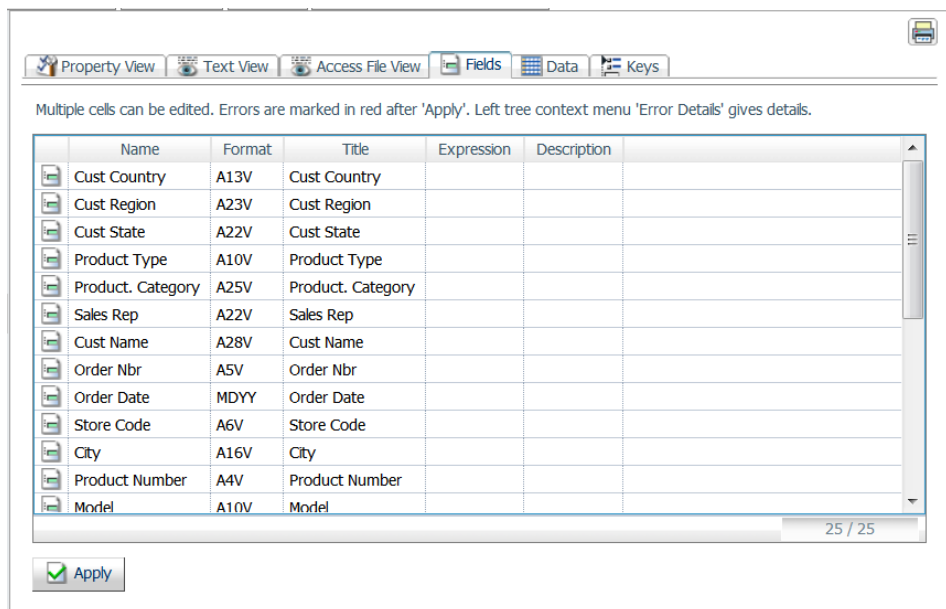 Property View Text View Access File View Fields Data Keys
Multiple cells can be edited. Errors are marked in red after 'Apply'. Left tree context menu 'Error Details' gives details.
Name Format Title Expression Description
Cust Country A13V Cust Country
Cust Region A23V Cust Region
Cust State A22V Cust State
Product Type A10V Product Type
Product. Category A25V Product. Category
Sales Rep A22V Sales Rep
Cust Name A28V Cust Name
Order Nbr A5V Order Nbr
Order Date MDYY Order Date
Store Code A6V Store Code
City A16V City
Product Number A4V Product Number
Model A10V Model
25 / 25
Apply